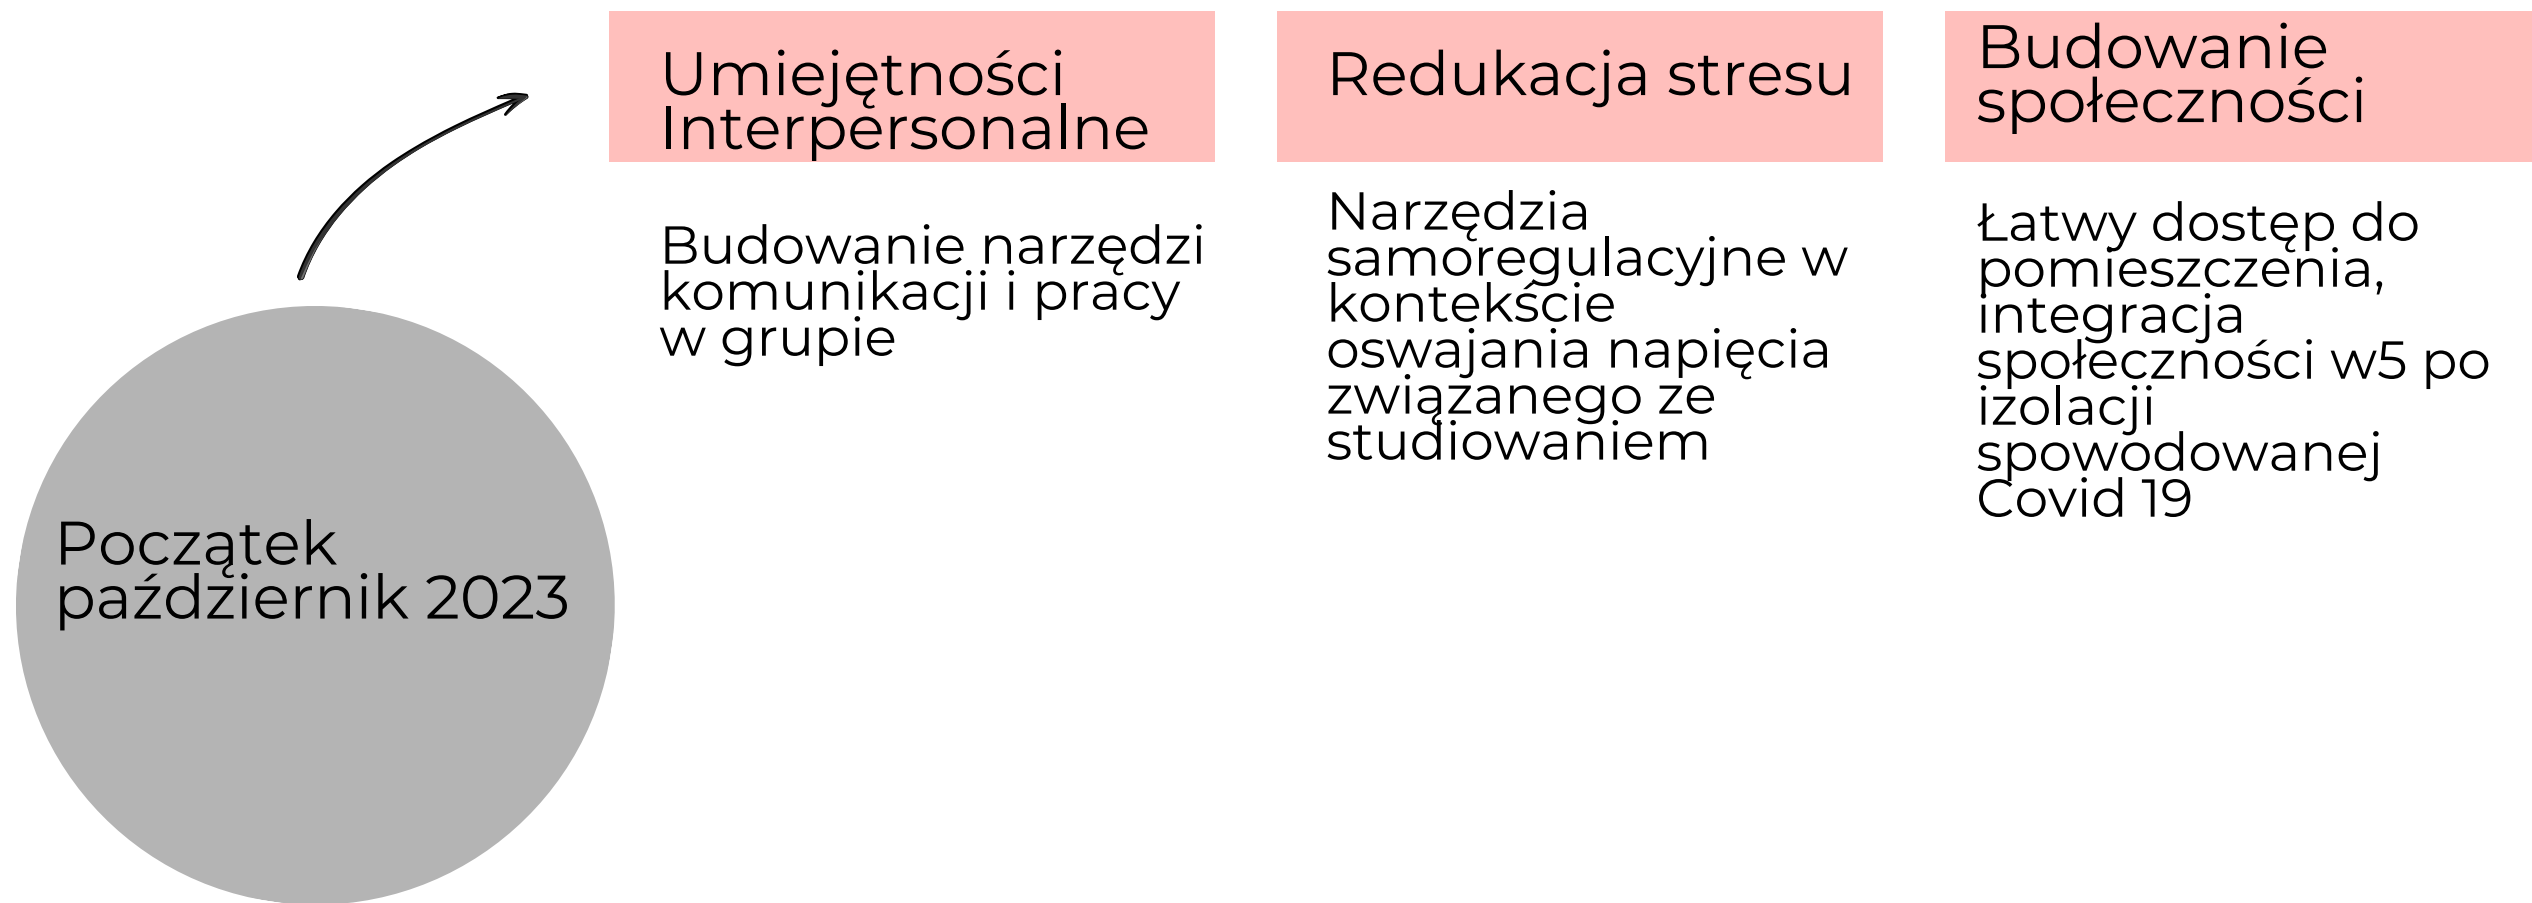 Początek
październik 2023
Umiejętności
Interpersonalne
Budowanie narzędzi
komunikacji i pracy
w grupie
Redukacja stresu
Narzędzia
samoregulacyjne w
kontekście
oswajania napięcia
związanego ze
studiowaniem
Budowanie
społeczności
Łatwy dostęp do
pomieszczenia,
integracja
społeczności w5 po
izolacji
spowodowanej
Covid 19